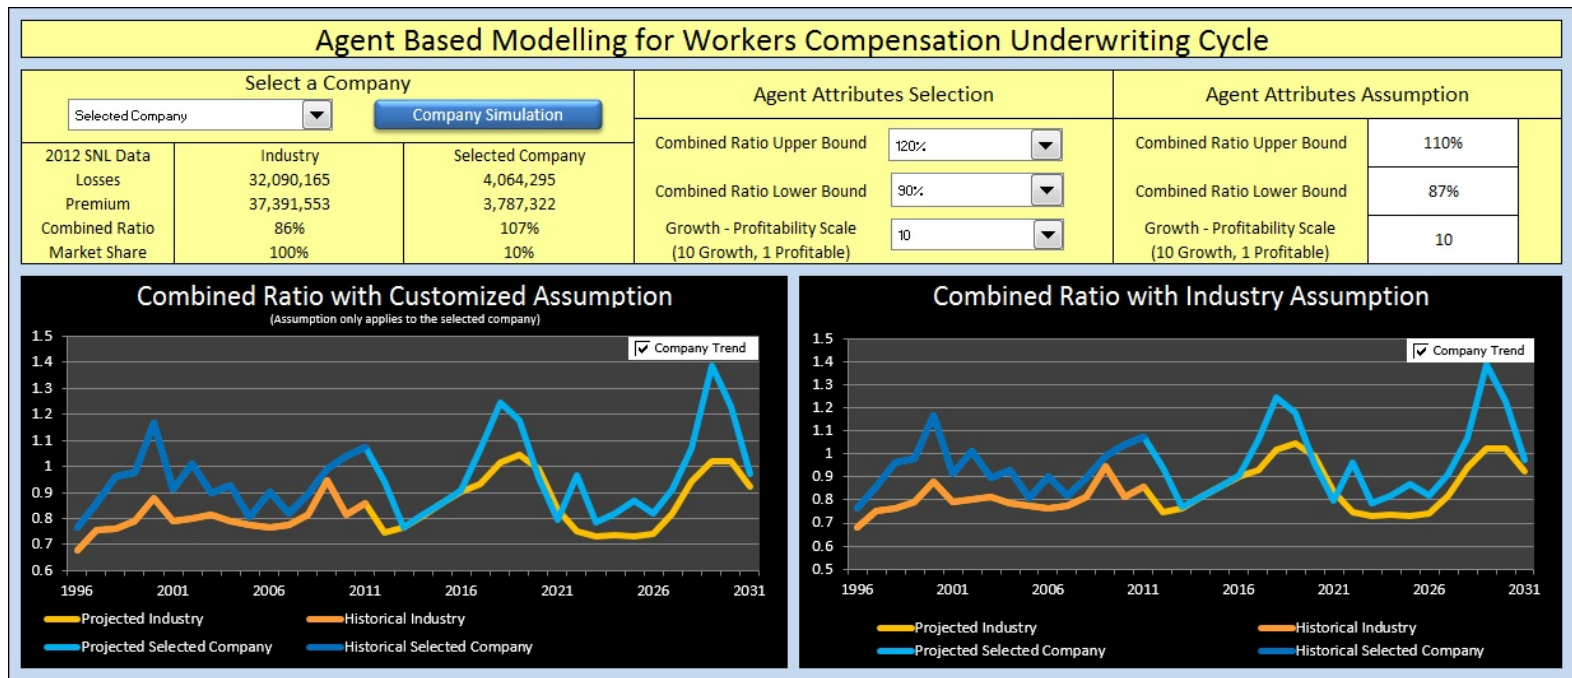 Agent Based Modelling for Workers Compensation Underwriting Cycle
Select a Company
Selected Company
Company Simulation
2012 SNL Data Industry Selected Company
Losses 32,090,165 4,064,295
Premium 37,391,553 3,787,322
Combined Ratio 86% 107%
Market Share 100% 10%
Agent Attributes Selection
Combined Ratio Upper Bound 120%
Combined Ratio Lower Bound 90%
Growth - Profitability Scale
(10 Growth, 1 Profitable) 10
Agent Attributes Assumption
Combined Ratio Upper Bound 110%
Combined Ratio Lower Bound 87%
Growth - Profitability Scale
(10 Growth, 1 Profitable) 10
Combined Ratio with Customized Assumption
(Assumption only applies to the selected company)
Company Trend
1.5
1.4
1.3
1.2
1.1
1
0.9
0.8
0.7
0.6
1996 2001 2006 2011 2016 2021 2026 2031
Projected Industry Historical Industry
Projected Selected Company Historical Selected Company
Combined Ratio with Industry Assumption
Company Trend
1.5
1.4
1.3
1.2
1.1
1
0.9
0.8
0.7
0.6
0.5
1996 2001 2006 2011 2016 2021 2026 2031
Projected Industry Historical Industry
Projected Selected Company Historical Selected Company